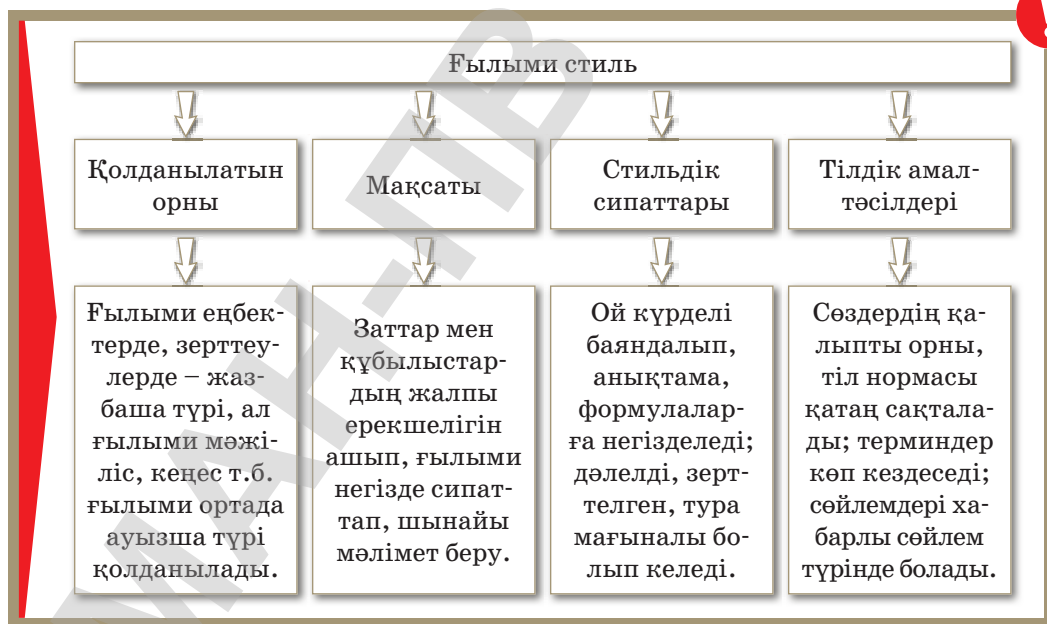 Ғылыми стиль
Қолданылатын
орны
Мақсаты
Стильдік
сипаттары
Тілдік амал-
тәсілдері
Ғылыми еңбек-
терде, зерттеу-
лерде – жаз-
баша түрі, ал
ғылыми мәжі-
ліс, кеңес т.б.
ғылыми ортада
ауызша түрі
қолданылады.
Заттар мен
құбылыстар-
дың жалпы
ерекшелігін
ашып, ғылыми
негізде сипат-
тап, шынайы
мәлімет беру.
Ой күрделі
баяндалып,
анықтама,
формулалар-
ға негізделеді;
дәлелді, зерт-
телген, тура
мағыналы бо-
лып келеді.
Сөздердің қа-
лыпты орны,
тіл нормасы
қатаң сақтала-
ды; терминдер
көп кездеседі;
сөйлемдері ха-
барлы сөйлем
түрінде болады.
МАН-ПВ